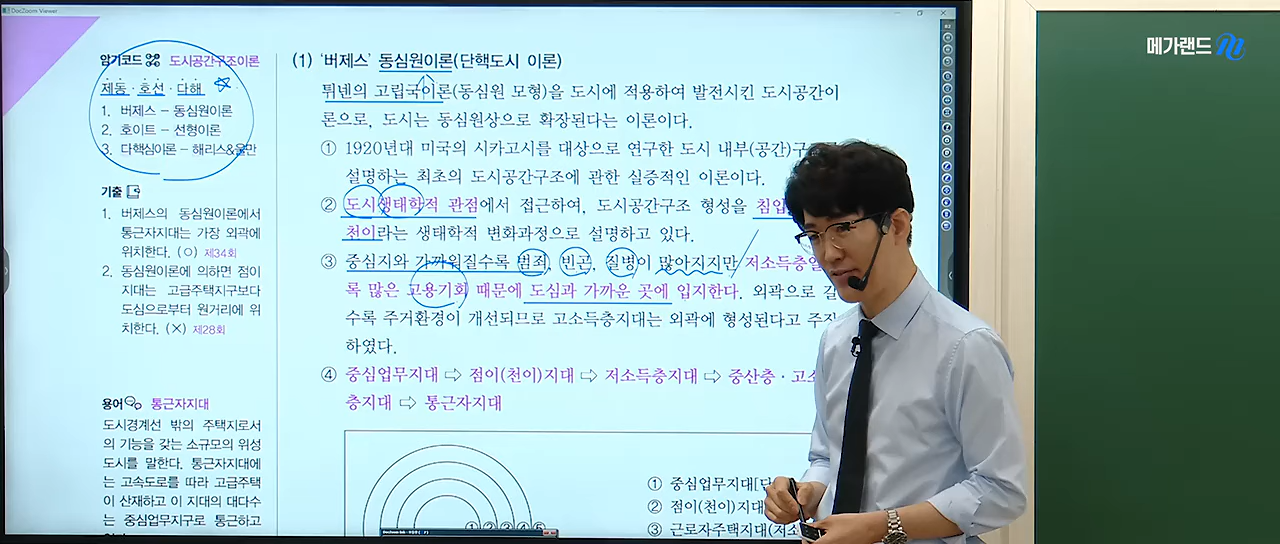 DocZoom Viewer
메가랜드
암기코드 도시공간구조이론
제동 · 호선 · 다해
1. 버제스 – 동심원이론
2. 호이트 – 선형이론
3. 다핵심이론 – 해리스&울만
기출
1. 버제스의 동심원이론에서
통근자지대는 가장 외곽에
위치한다. (○) 제34회
2. 동심원이론에 의하면 점이
지대는 고급주택지구보다
도심으로부터 원거리에 위
치한다. (×) 제28회
용어 통근자지대
도시경계선 밖의 주택지로서
의 기능을 갖는 소규모의 위성
도시를 말한다. 통근자지대에
는 고속도로를 따라 고급주택
이 산재하고 이 지대의 대다수
는 중심업무지구로 통근하고
(1) '버제스' 동심원이론(단핵도시 이론)
튀넨의 고립국이론(동심원 모형)을 도시에 적용하여 발전시킨 도시공간이
론으로, 도시는 동심원상으로 확장된다는 이론이다.
① 1920년대 미국의 시카고시를 대상으로 연구한 도시 내부(공간)구
설명하는 최초의 도시공간구조에 관한 실증적인 이론이다.
② 도시생태학적 관점에서 접근하여, 도시공간구조 형성을 침입
천이라는 생태학적 변화과정으로 설명하고 있다.
③ 중심지와 가까워질수록 범죄, 빈곤, 질병이 많아지지만 저소득층일
록 많은 고용기회 때문에 도심과 가까운 곳에 입지한다. 외곽으로 갈
수록 주거환경이 개선되므로 고소득층지대는 외곽에 형성된다고 주장
하였다.
④ 중심업무지대 ⇨ 점이(천이)지대 ⇨ 저소득층지대 ⇨ 중산층 · 고소
층지대 ⇨ 통근자지대
① 중심업무지대[단
② 점이(천이)지대
③ 근로자주택지대(저소
①②③④⑤